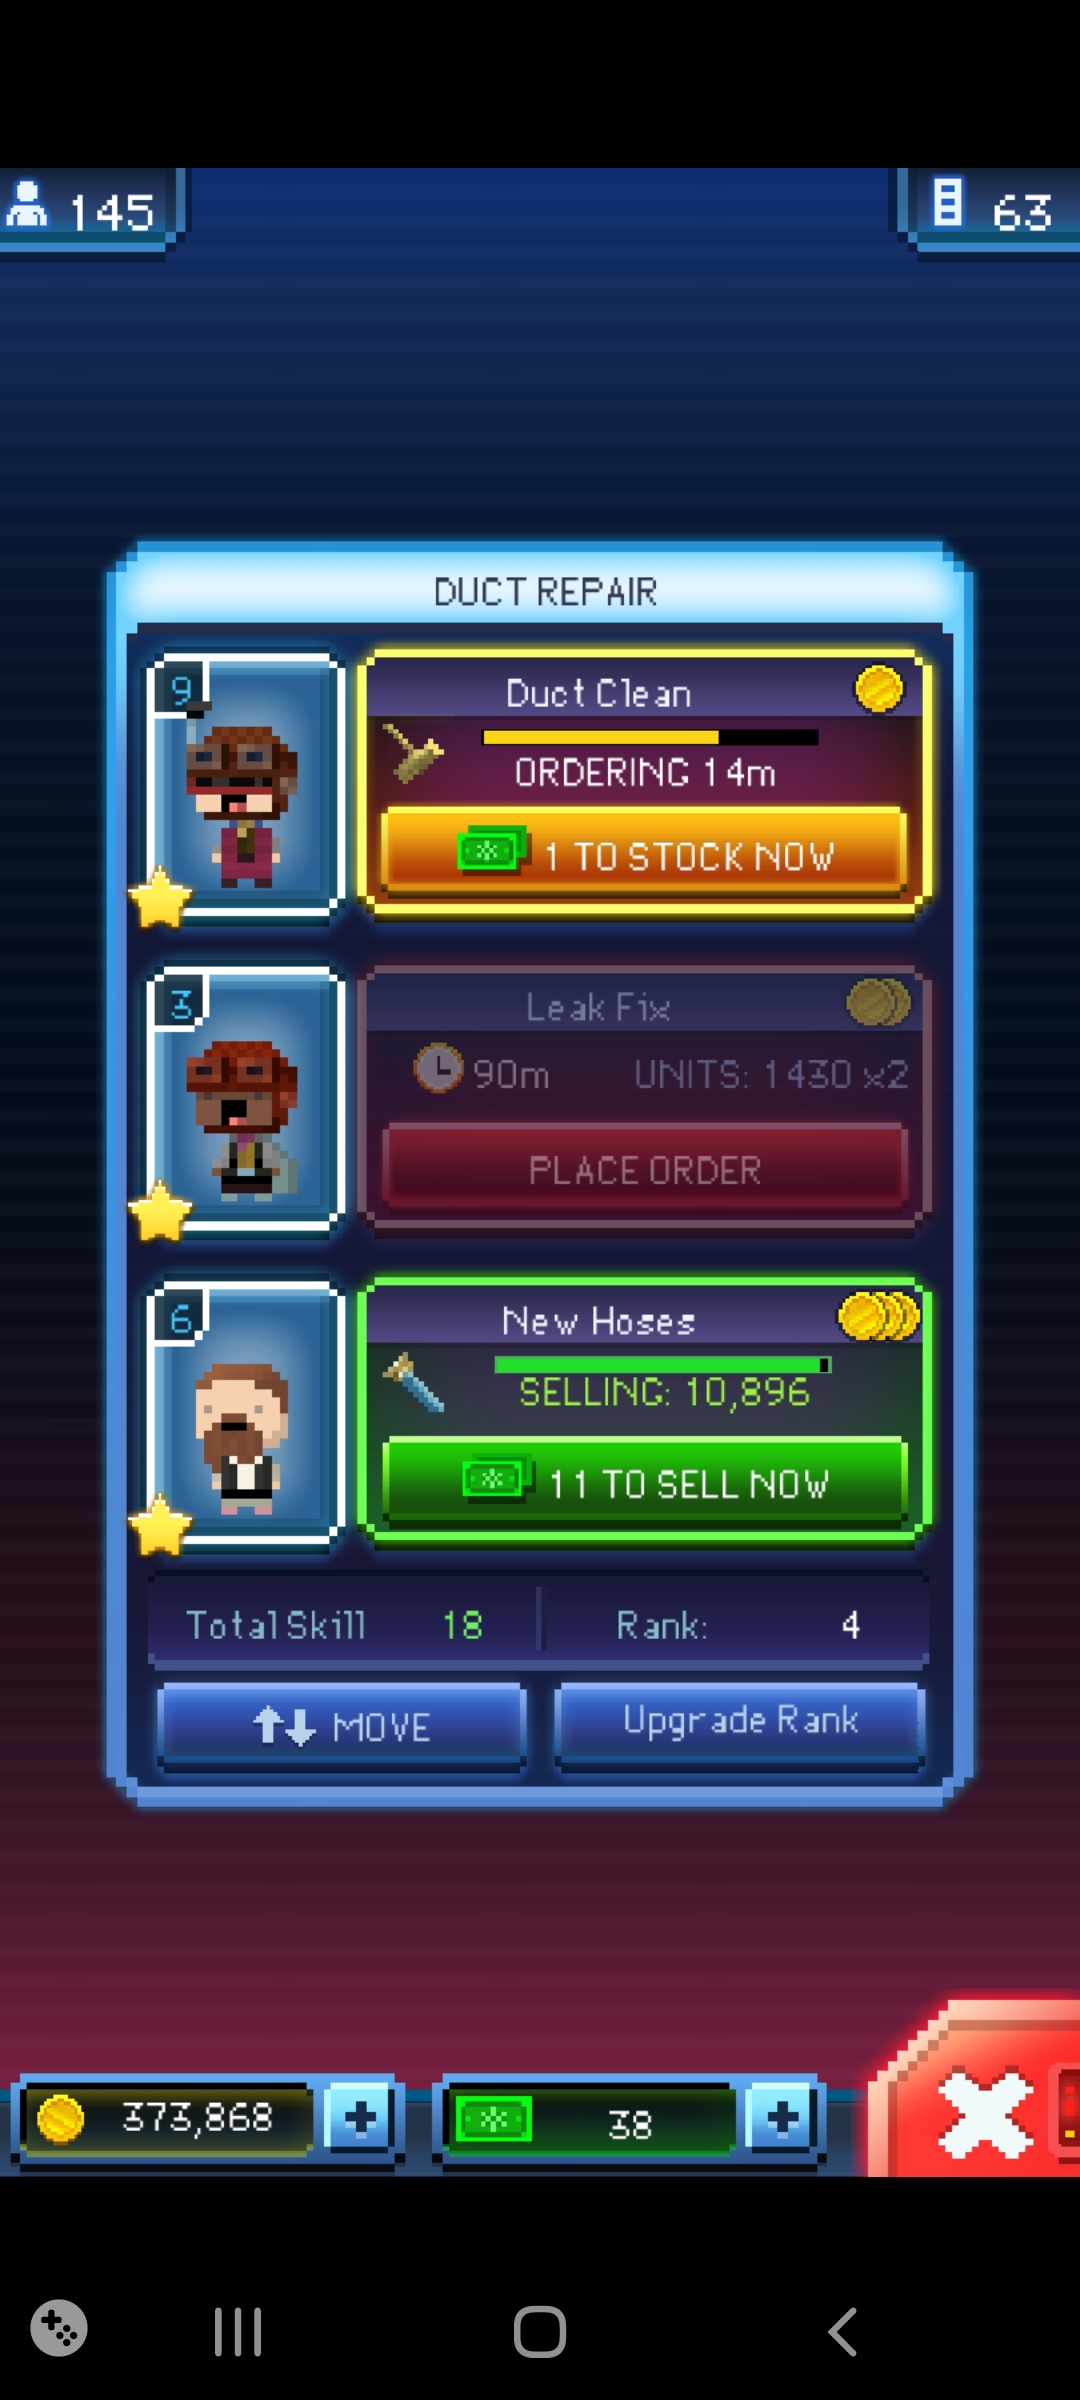 145
63
DUCT REPAIR
9
Duct Clean
ORDERING 14m
1 TO STOCK NOW
3
Leak Fix
90m UNITS: 1430 x2
PLACE ORDER
6
New Hoses
SELLING: 10,896
11 TO SELL NOW
Total Skill 18 Rank: 4
MOVE Upgrade Rank
373,868 + 38 +